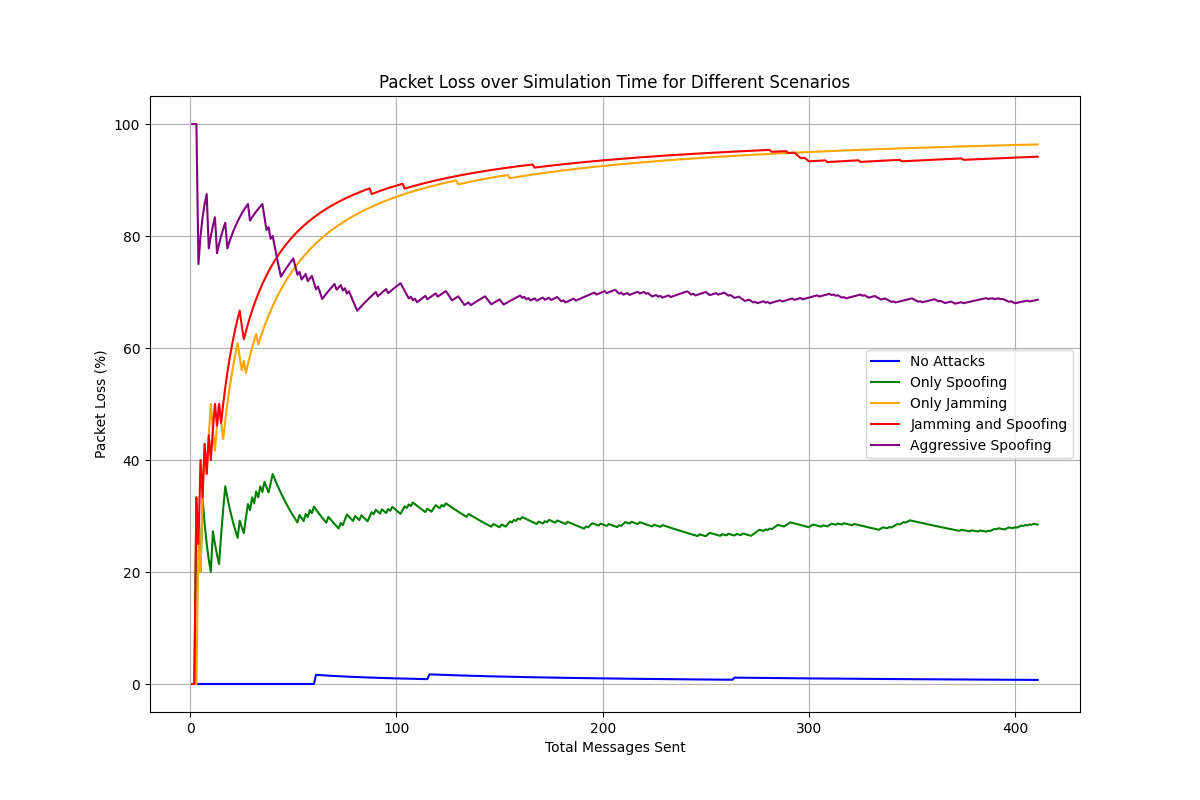 Packet Loss over Simulation Time for Different Scenarios
Packet Loss (%)
100
80
60
40
20
0
No Attacks
Only Spoofing
Only Jamming
Jamming and Spoofing
Aggressive Spoofing
0 100 200 300 400
Total Messages Sent